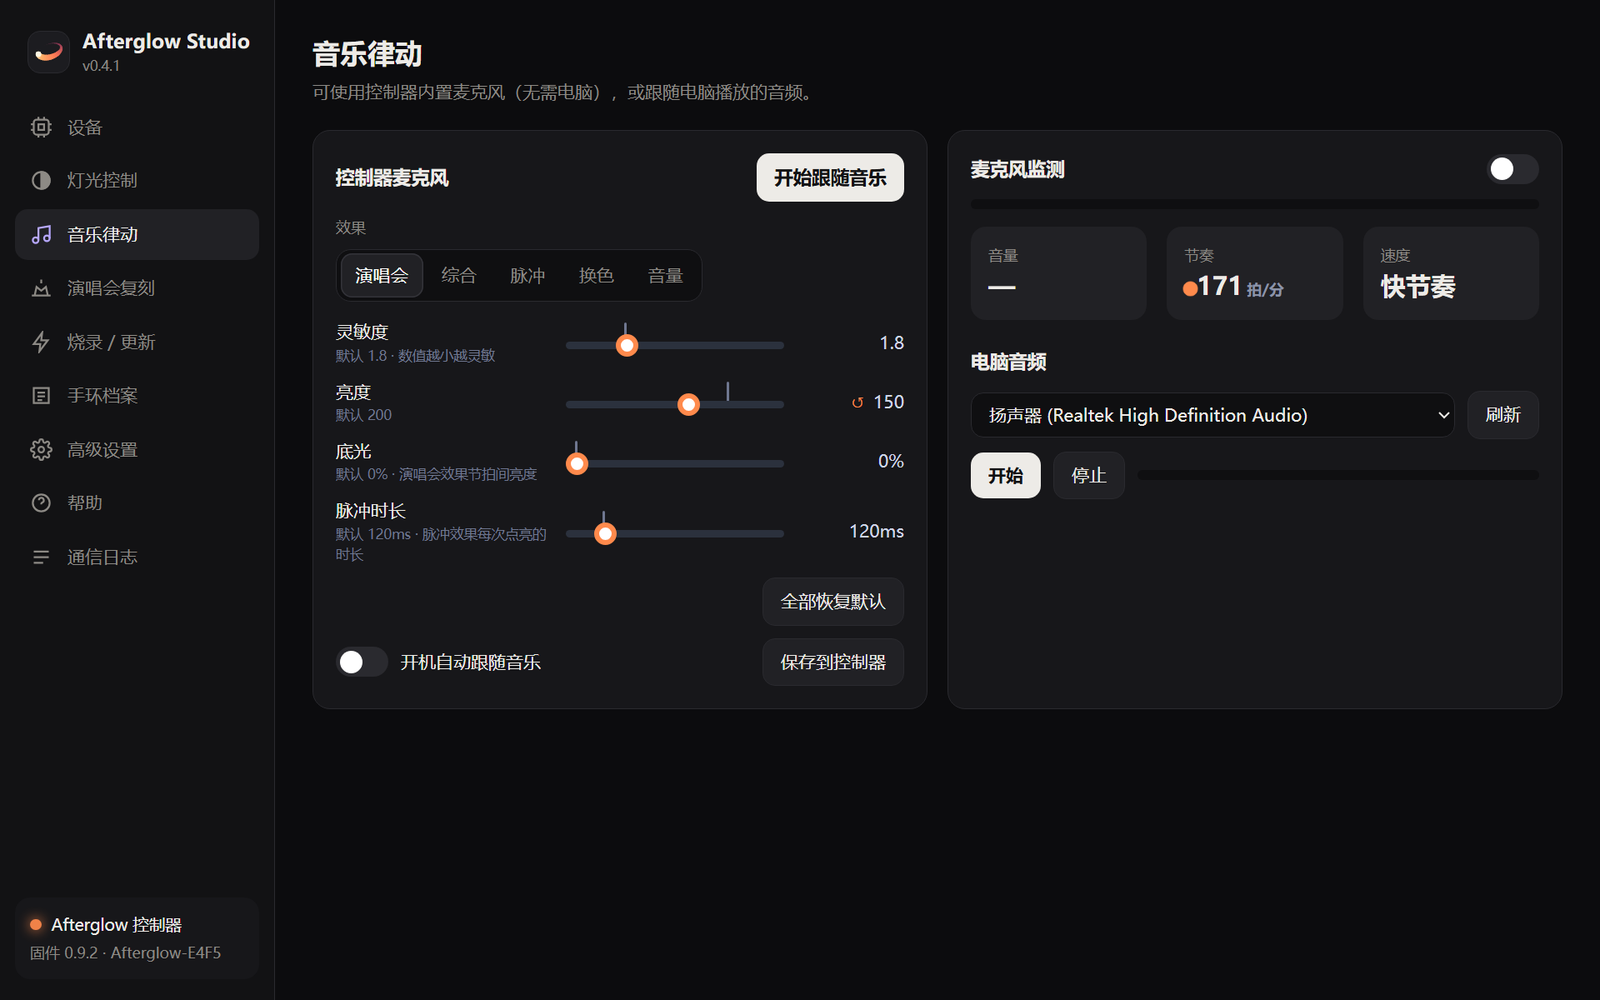 Afterglow Studio
v0.4.1
设备
灯光控制
音乐律动
演唱会复刻
烧录 / 更新
手环档案
高级设置
帮助
通信日志
Afterglow 控制器
固件 0.9.2 · Afterglow-E4F5
音乐律动
可使用控制器内置麦克风（无需电脑），或跟随电脑播放的音频。
控制器麦克风
开始跟随音乐
效果
演唱会 综合 脉冲 换色 音量
灵敏度
默认 1.8 · 数值越小越灵敏
1.8
亮度
默认 200
↺ 150
底光
默认 0% · 演唱会效果节拍间亮度
0%
脉冲时长
默认 120ms · 脉冲效果每次点亮的
时长
120ms
全部恢复默认
开机自动跟随音乐
保存到控制器
麦克风监测
音量
—
节奏
171 拍/分
速度
快节奏
电脑音频
扬声器 (Realtek High Definition Audio)
刷新
开始
停止